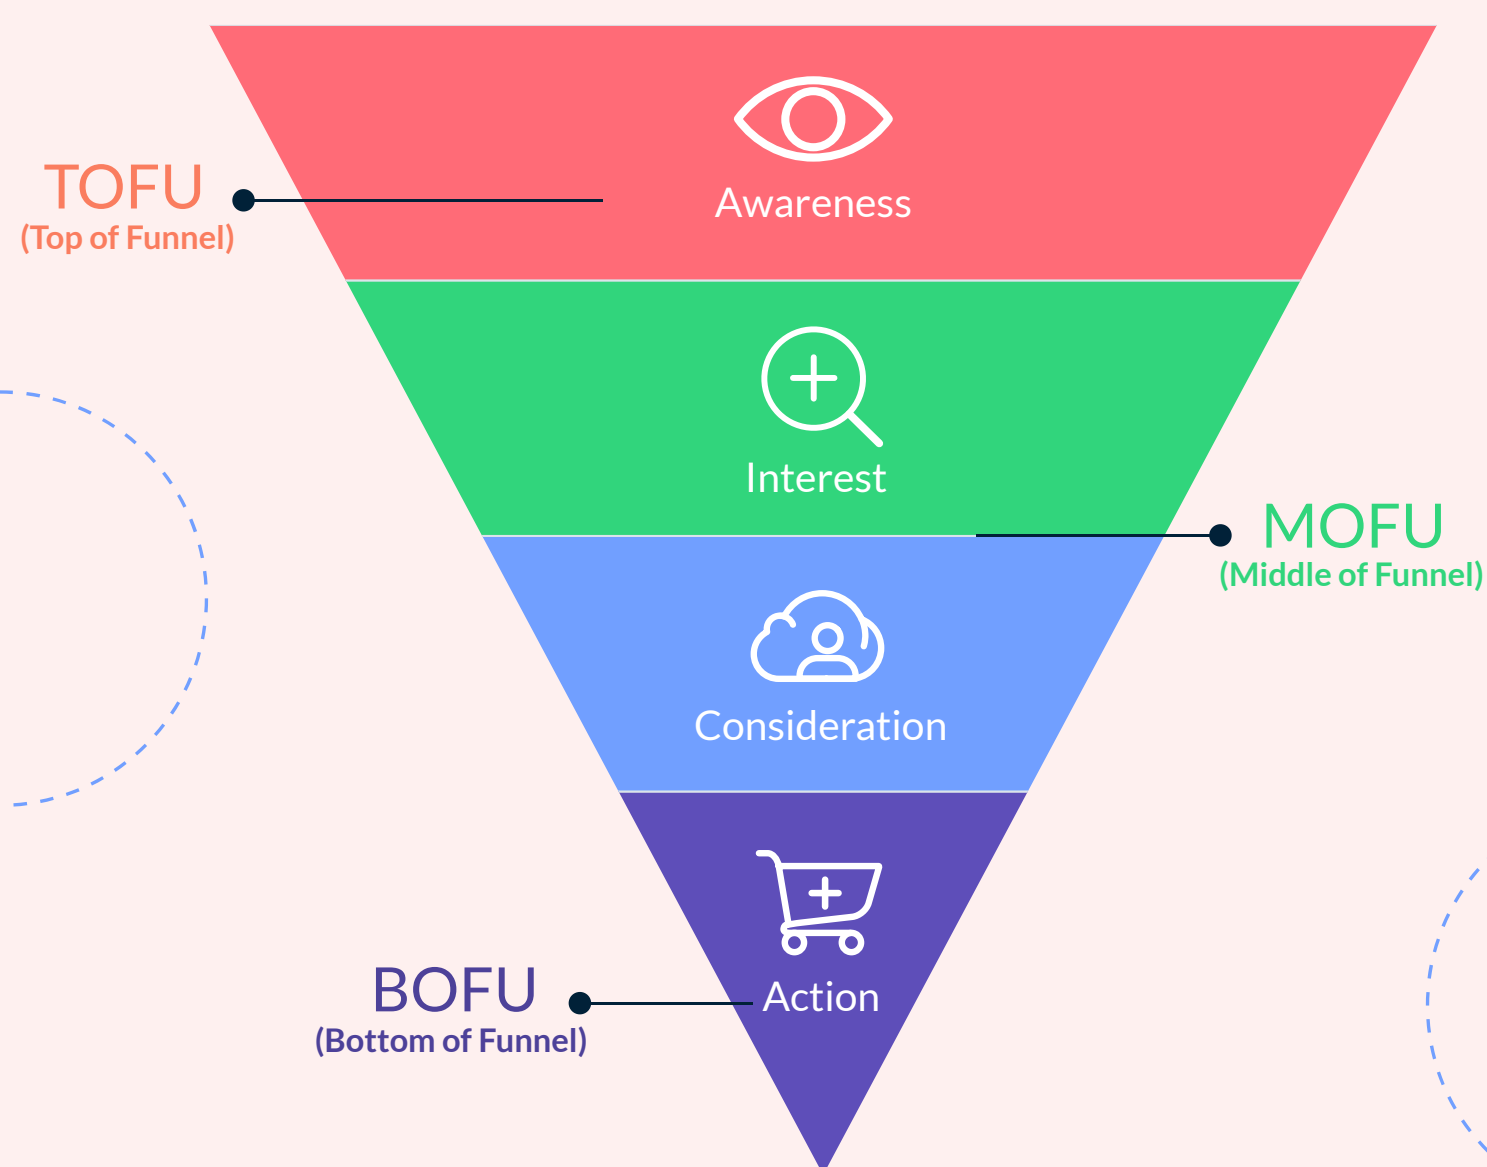 TOFU
(Top of Funnel)
Awareness
Interest
MOFU
(Middle of Funnel)
Consideration
BOFU
(Bottom of Funnel)
Action